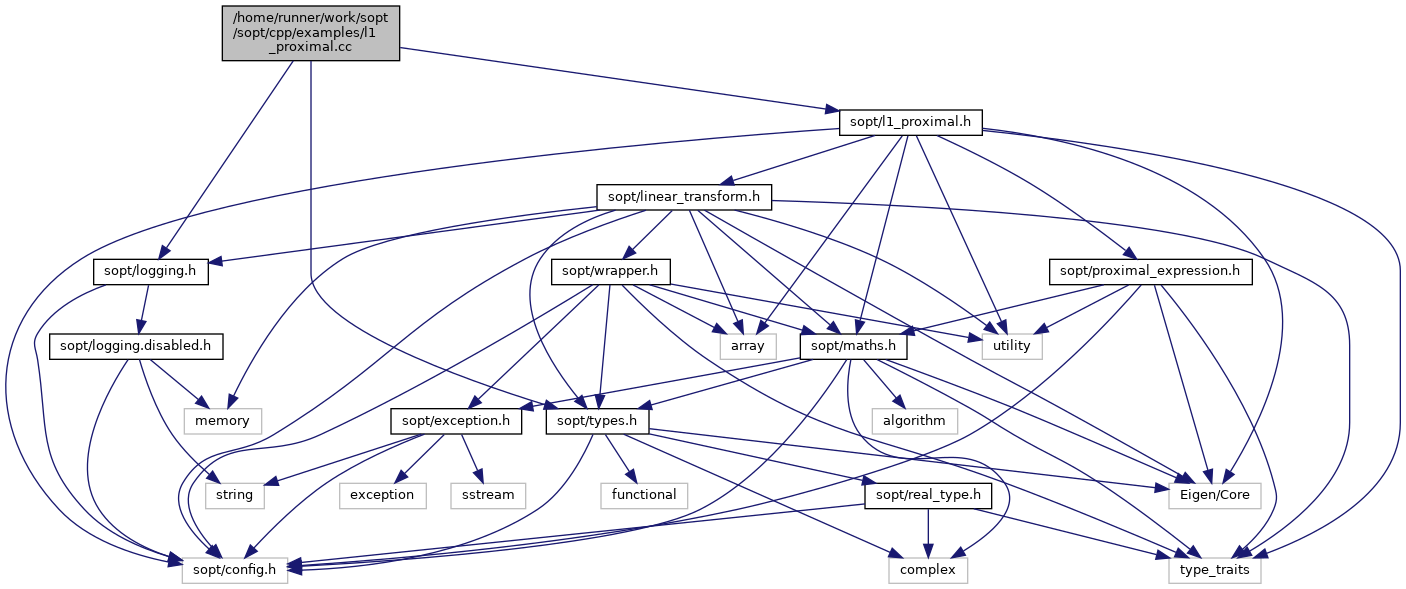 /home/runner/work/sopt
/sopt/cpp/examples/l1
_proximal.cc
sopt/l1_proximal.h
sopt/linear_transform.h
sopt/logging.h
sopt/wrapper.h
sopt/proximal_expression.h
sopt/logging.disabled.h
array
sopt/maths.h
utility
memory
sopt/exception.h
sopt/types.h
algorithm
string
exception
sstream
functional
sopt/real_type.h
Eigen/Core
sopt/config.h
complex
type_traits